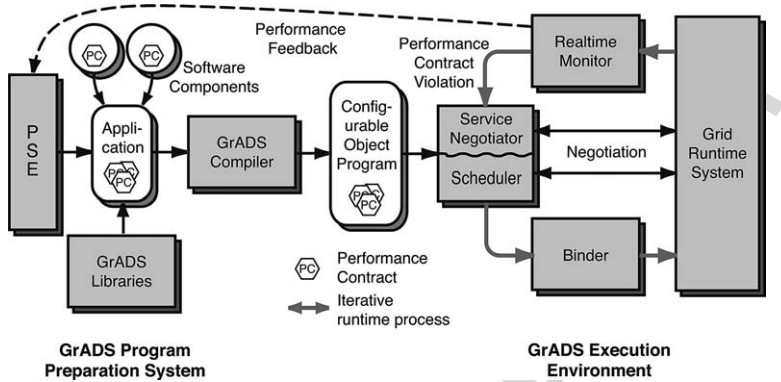 Performance
Feedback
PC
PC
Software
Components
Performance
Contract
Violation
Realtime
Monitor
PSE
Appli-
cation
PC
PC
PC
GrADS
Compiler
Config-
urable
Object
Program
PC
PC
PC
Service
Negotiator
Scheduler
Negotiation
Grid
Runtime
System
GrADS
Libraries
PC
Performance
Contract
Iterative
runtime process
Binder
GrADS Program
Preparation System
GrADS Execution
Environment